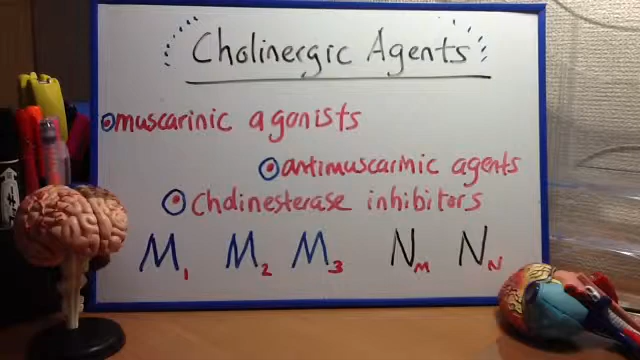 Cholinergic Agents
muscarinic agonists
antimuscarinic agents
cholinesterase inhibitors
M1 M2 M3 NM NN